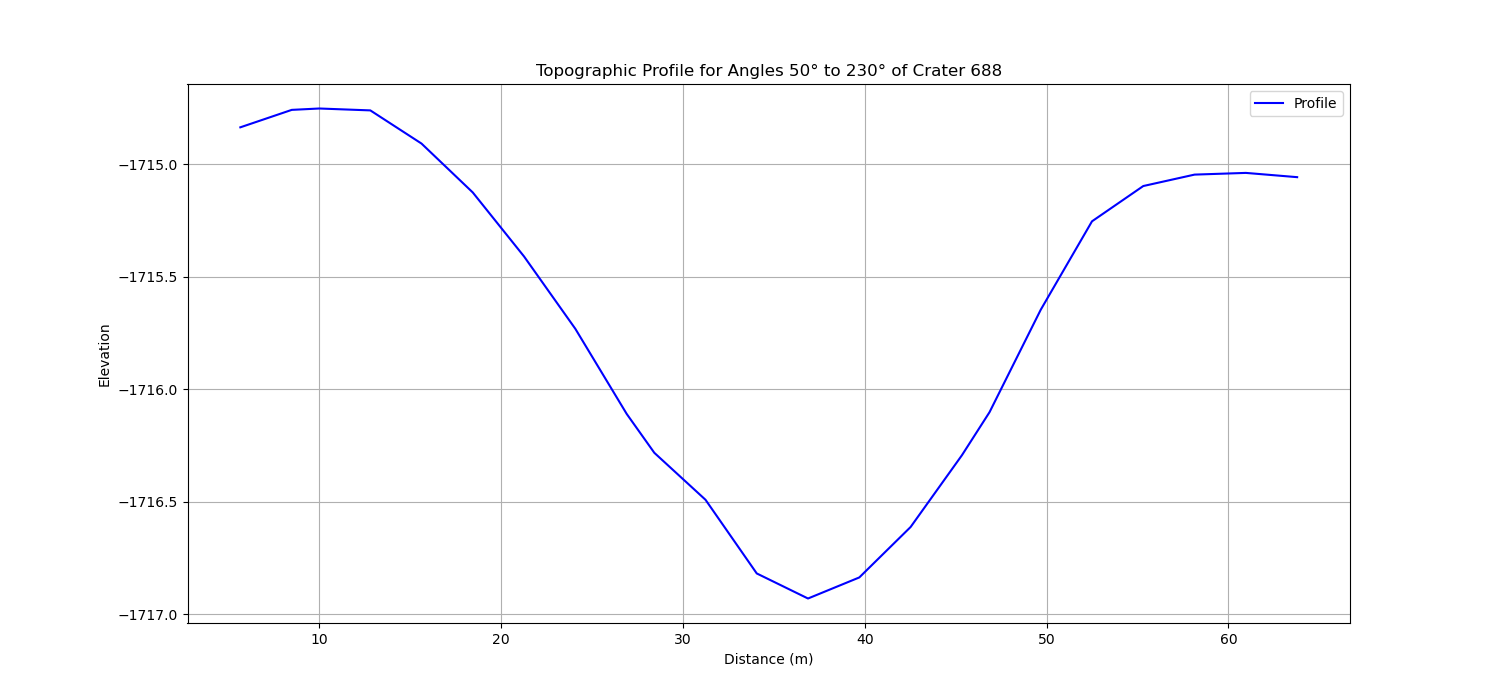 Topographic Profile for Angles 50° to 230° of Crater 688
Profile
−1715.0
−1715.5
−1716.0
−1716.5
−1717.0
Elevation
10 20 30 40 50 60
Distance (m)